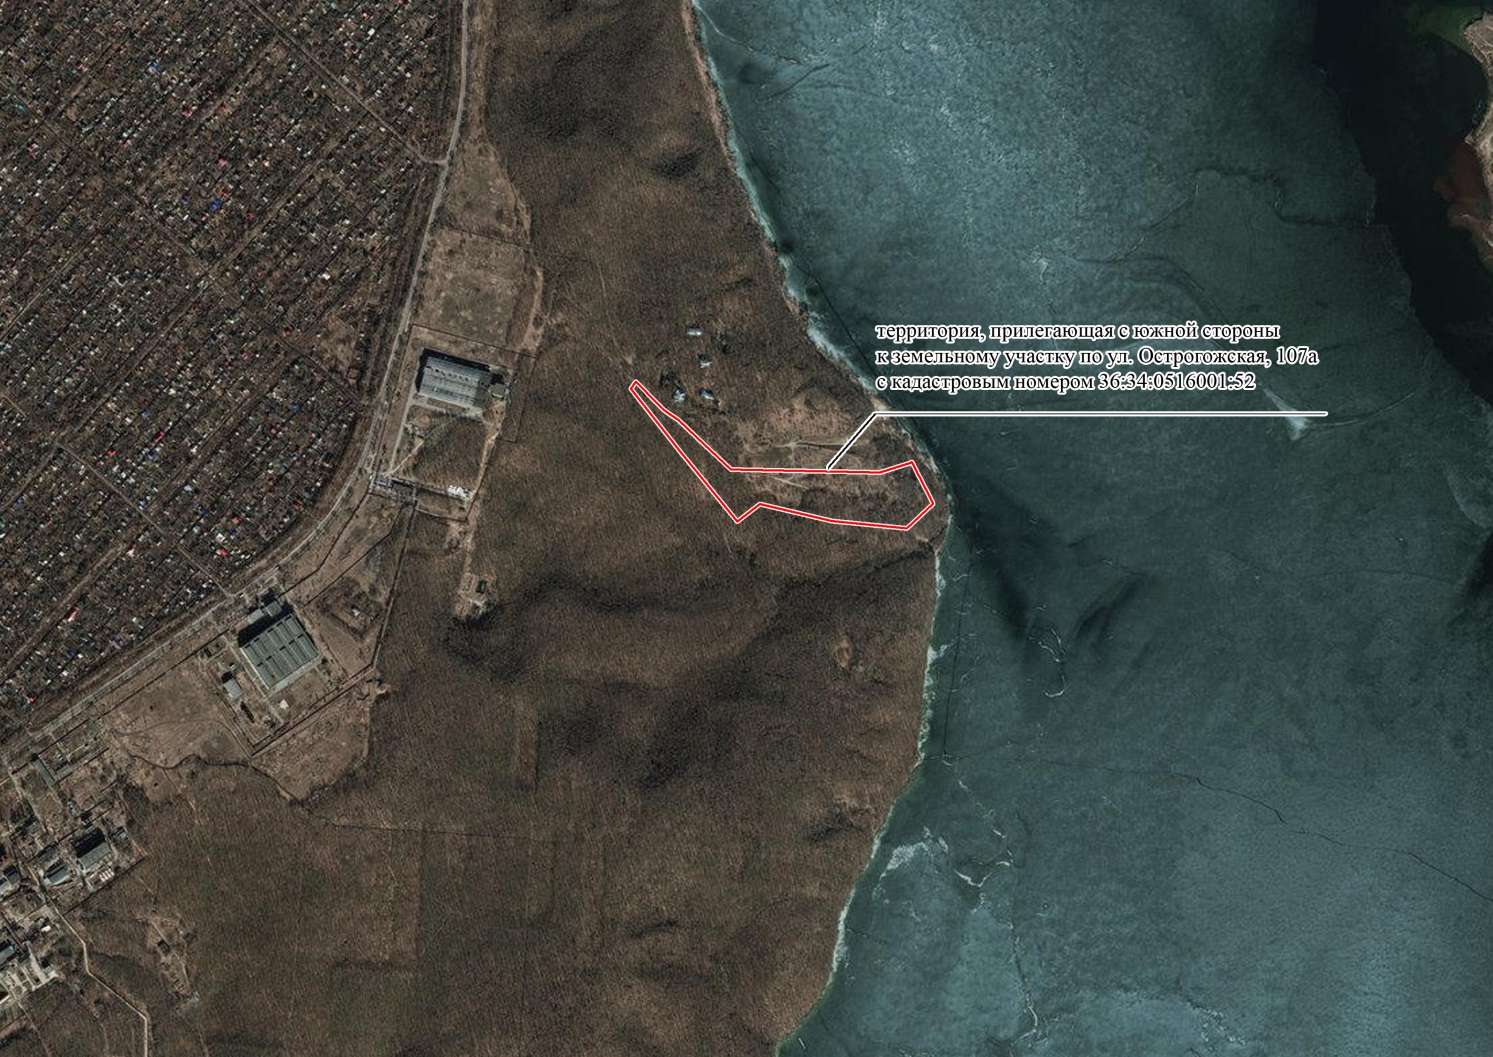 территория, прилегающая с южной стороны
к земельному участку по ул. Острогожская, 107а
с кадастровым номером 36:34:0516001:52